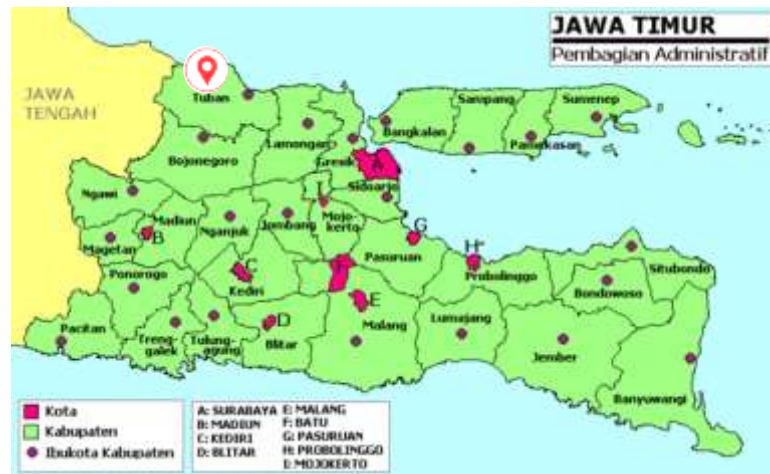 JAWA TIMUR
Pembagian Administratif
JAWA
TENGAH
Tuban
Bojonegoro
Lamongan
Gresik
Bangkalan
Sampang
Pamekasan
Sumenep
A
Sidoarjo
Ngawi
Madiun
B
Magetan
Nganjuk
Jombang
I
Mojo-
kerto
G
Pasuruan
H
Probolinggo
Situbondo
Bondowoso
Ponorogo
C
Kediri
F
E
Malang
Pacitan
Treng-
galek
Tulung-
agung
D
Blitar
Lumajang
Jember
Banyuwangi
Kota
Kabupaten
Ibukota Kabupaten
A: SURABAYA
B: MADIUN
C: KEDIRI
D: BLITAR
E: MALANG
F: BATU
G: PASURUAN
H: PROBOLINGGO
I: MOJOKERTO